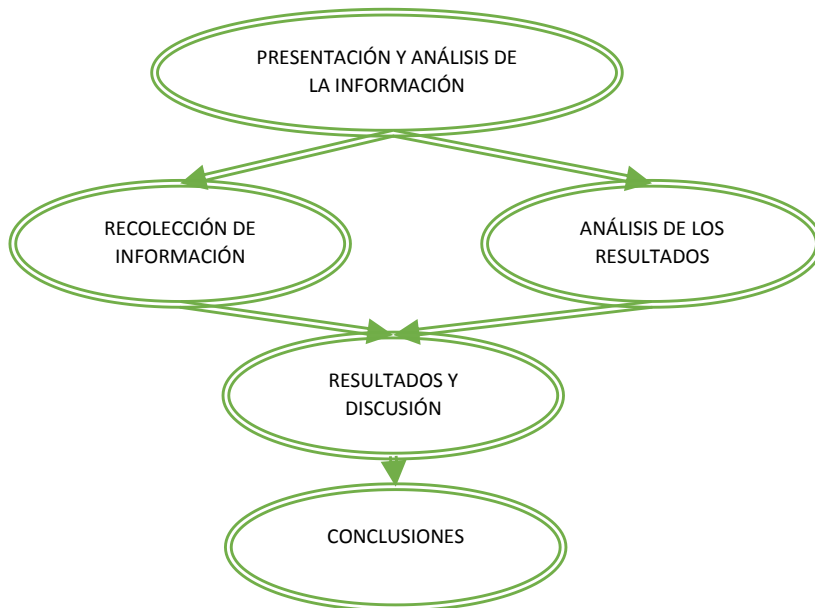 PRESENTACIÓN Y ANÁLISIS DE
LA INFORMACIÓN
RECOLECCIÓN DE
INFORMACIÓN
ANÁLISIS DE LOS
RESULTADOS
RESULTADOS Y
DISCUSIÓN
CONCLUSIONES